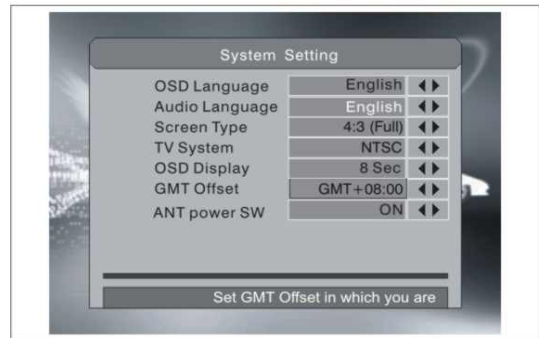 System Setting
OSD Language English
Audio Language English
Screen Type 4:3 (Full)
TV System NTSC
OSD Display 8 Sec
GMT Offset GMT+08:00
ANT power SW ON
Set GMT Offset in which you are